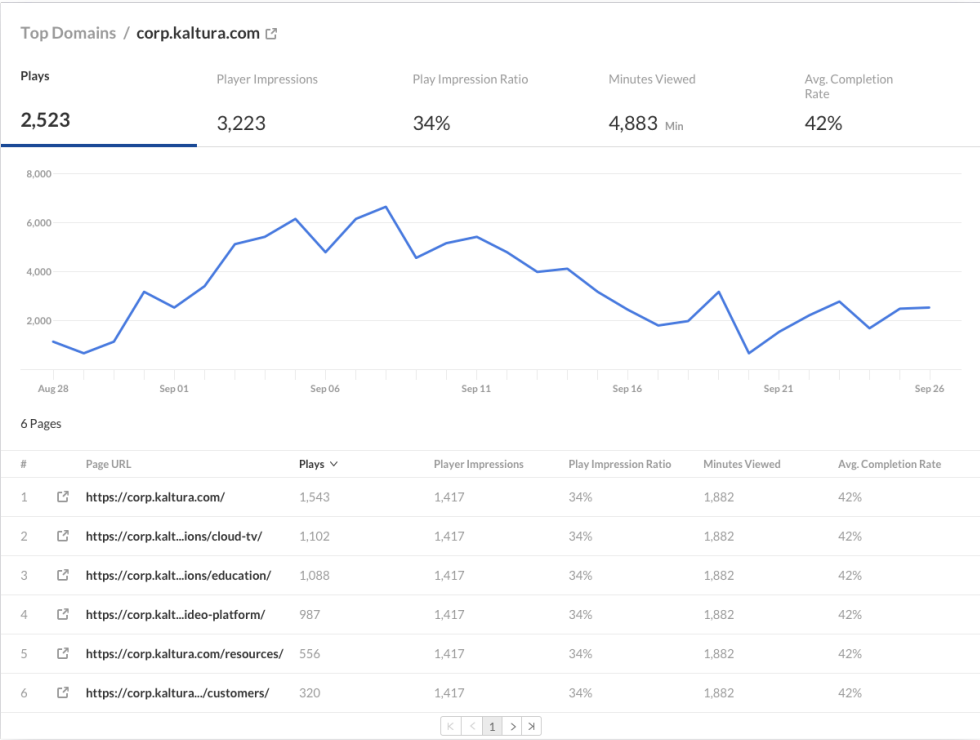 Top Domains / corp.kaltura.com
Plays
Player Impressions
Play Impression Ratio
Minutes Viewed
Avg. Completion
Rate
2,523
3,223
34%
4,883 Min
42%
8,000
6,000
4,000
2,000
Aug 28 Sep 01 Sep 06 Sep 11 Sep 16 Sep 21 Sep 26
6 Pages
# Page URL Plays Player Impressions Play Impression Ratio Minutes Viewed Avg. Completion Rate
1 https://corp.kaltura.com/ 1,543 1,417 34% 1,882 42%
2 https://corp.kalt...ions/cloud-tv/ 1,102 1,417 34% 1,882 42%
3 https://corp.kalt...ions/education/ 1,088 1,417 34% 1,882 42%
4 https://corp.kalt...ideo-platform/ 987 1,417 34% 1,882 42%
5 https://corp.kaltura.com/resources/ 556 1,417 34% 1,882 42%
6 https://corp.kaltura.../customers/ 320 1,417 34% 1,882 42%
1